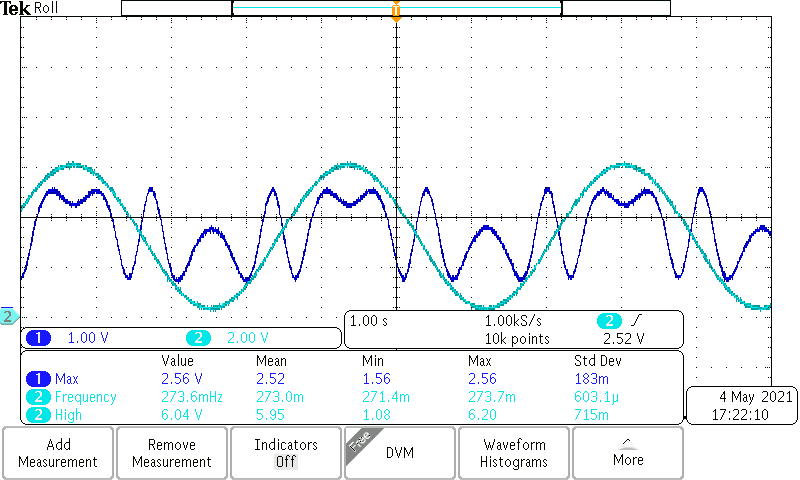 Tek Roll
T
2
1 1.00 V 2 2.00 V
1.00 s 1.00kS/s 2
10k points 2.52 V
Value Mean Min Max Std Dev
1 Max 2.56 V 2.52 1.56 2.56 183m
2 Frequency 273.6mHz 273.0m 271.4m 273.7m 603.1µ
2 High 6.04 V 5.95 1.08 6.20 715m
4 May 2021
17:22:10
Add Measurement
Remove Measurement
Indicators
Off
Free
DVM
Waveform Histograms
More